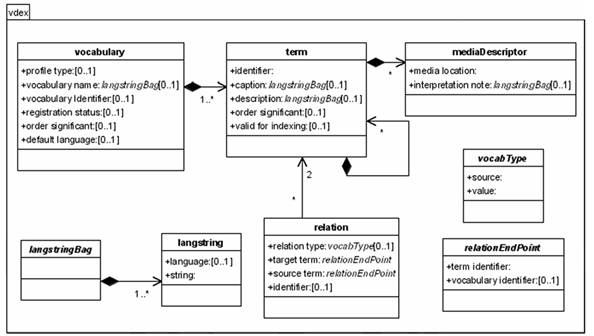 vdex
vocabulary
+profile type:[0..1]
+vocabulary name:langstringBag[0..1]
+vocabulary Identifier:[0..1]
+registration status:[0..1]
+order significant:[0..1]
+default language:[0..1]
1..*
term
+identifier:
+caption:langstringBag[0..1]
+description:langstringBag[0..1]
+order significant:[0..1]
+valid for indexing:[0..1]
*
mediaDescriptor
+media location:
+interpretation note:langstringBag[0..1]
*
2
*
vocabType
+source:
+value:
langstringBag
1..*
langstring
+language:[0..1]
+string:
relation
+relation type:vocabType[0..1]
+target term:relationEndPoint
+source term:relationEndPoint
+identifier:[0..1]
relationEndPoint
+term identifier:
+vocabulary identifier:[0..1]